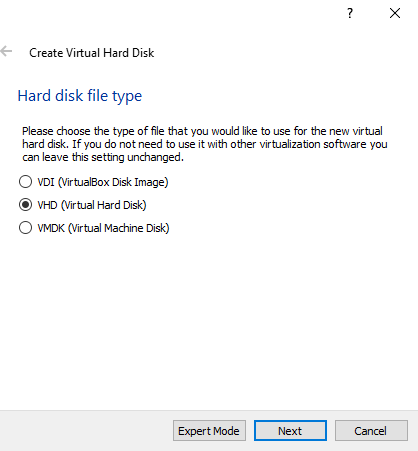 ?
Create Virtual Hard Disk
Hard disk file type
Please choose the type of file that you would like to use for the new virtual
hard disk. If you do not need to use it with other virtualization software you
can leave this setting unchanged.
VDI (VirtualBox Disk Image)
VHD (Virtual Hard Disk)
VMDK (Virtual Machine Disk)
Expert Mode Next Cancel